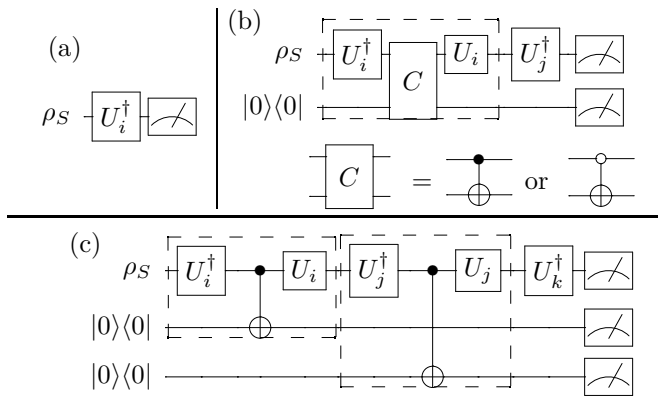 (a)
ρ_S U_i^† 
(b)
ρ_S U_i^† C U_i U_j^†
|0⟩⟨0|
C = or
(c)
ρ_S U_i^† U_i U_j^† U_j U_k^†
|0⟩⟨0|
|0⟩⟨0|